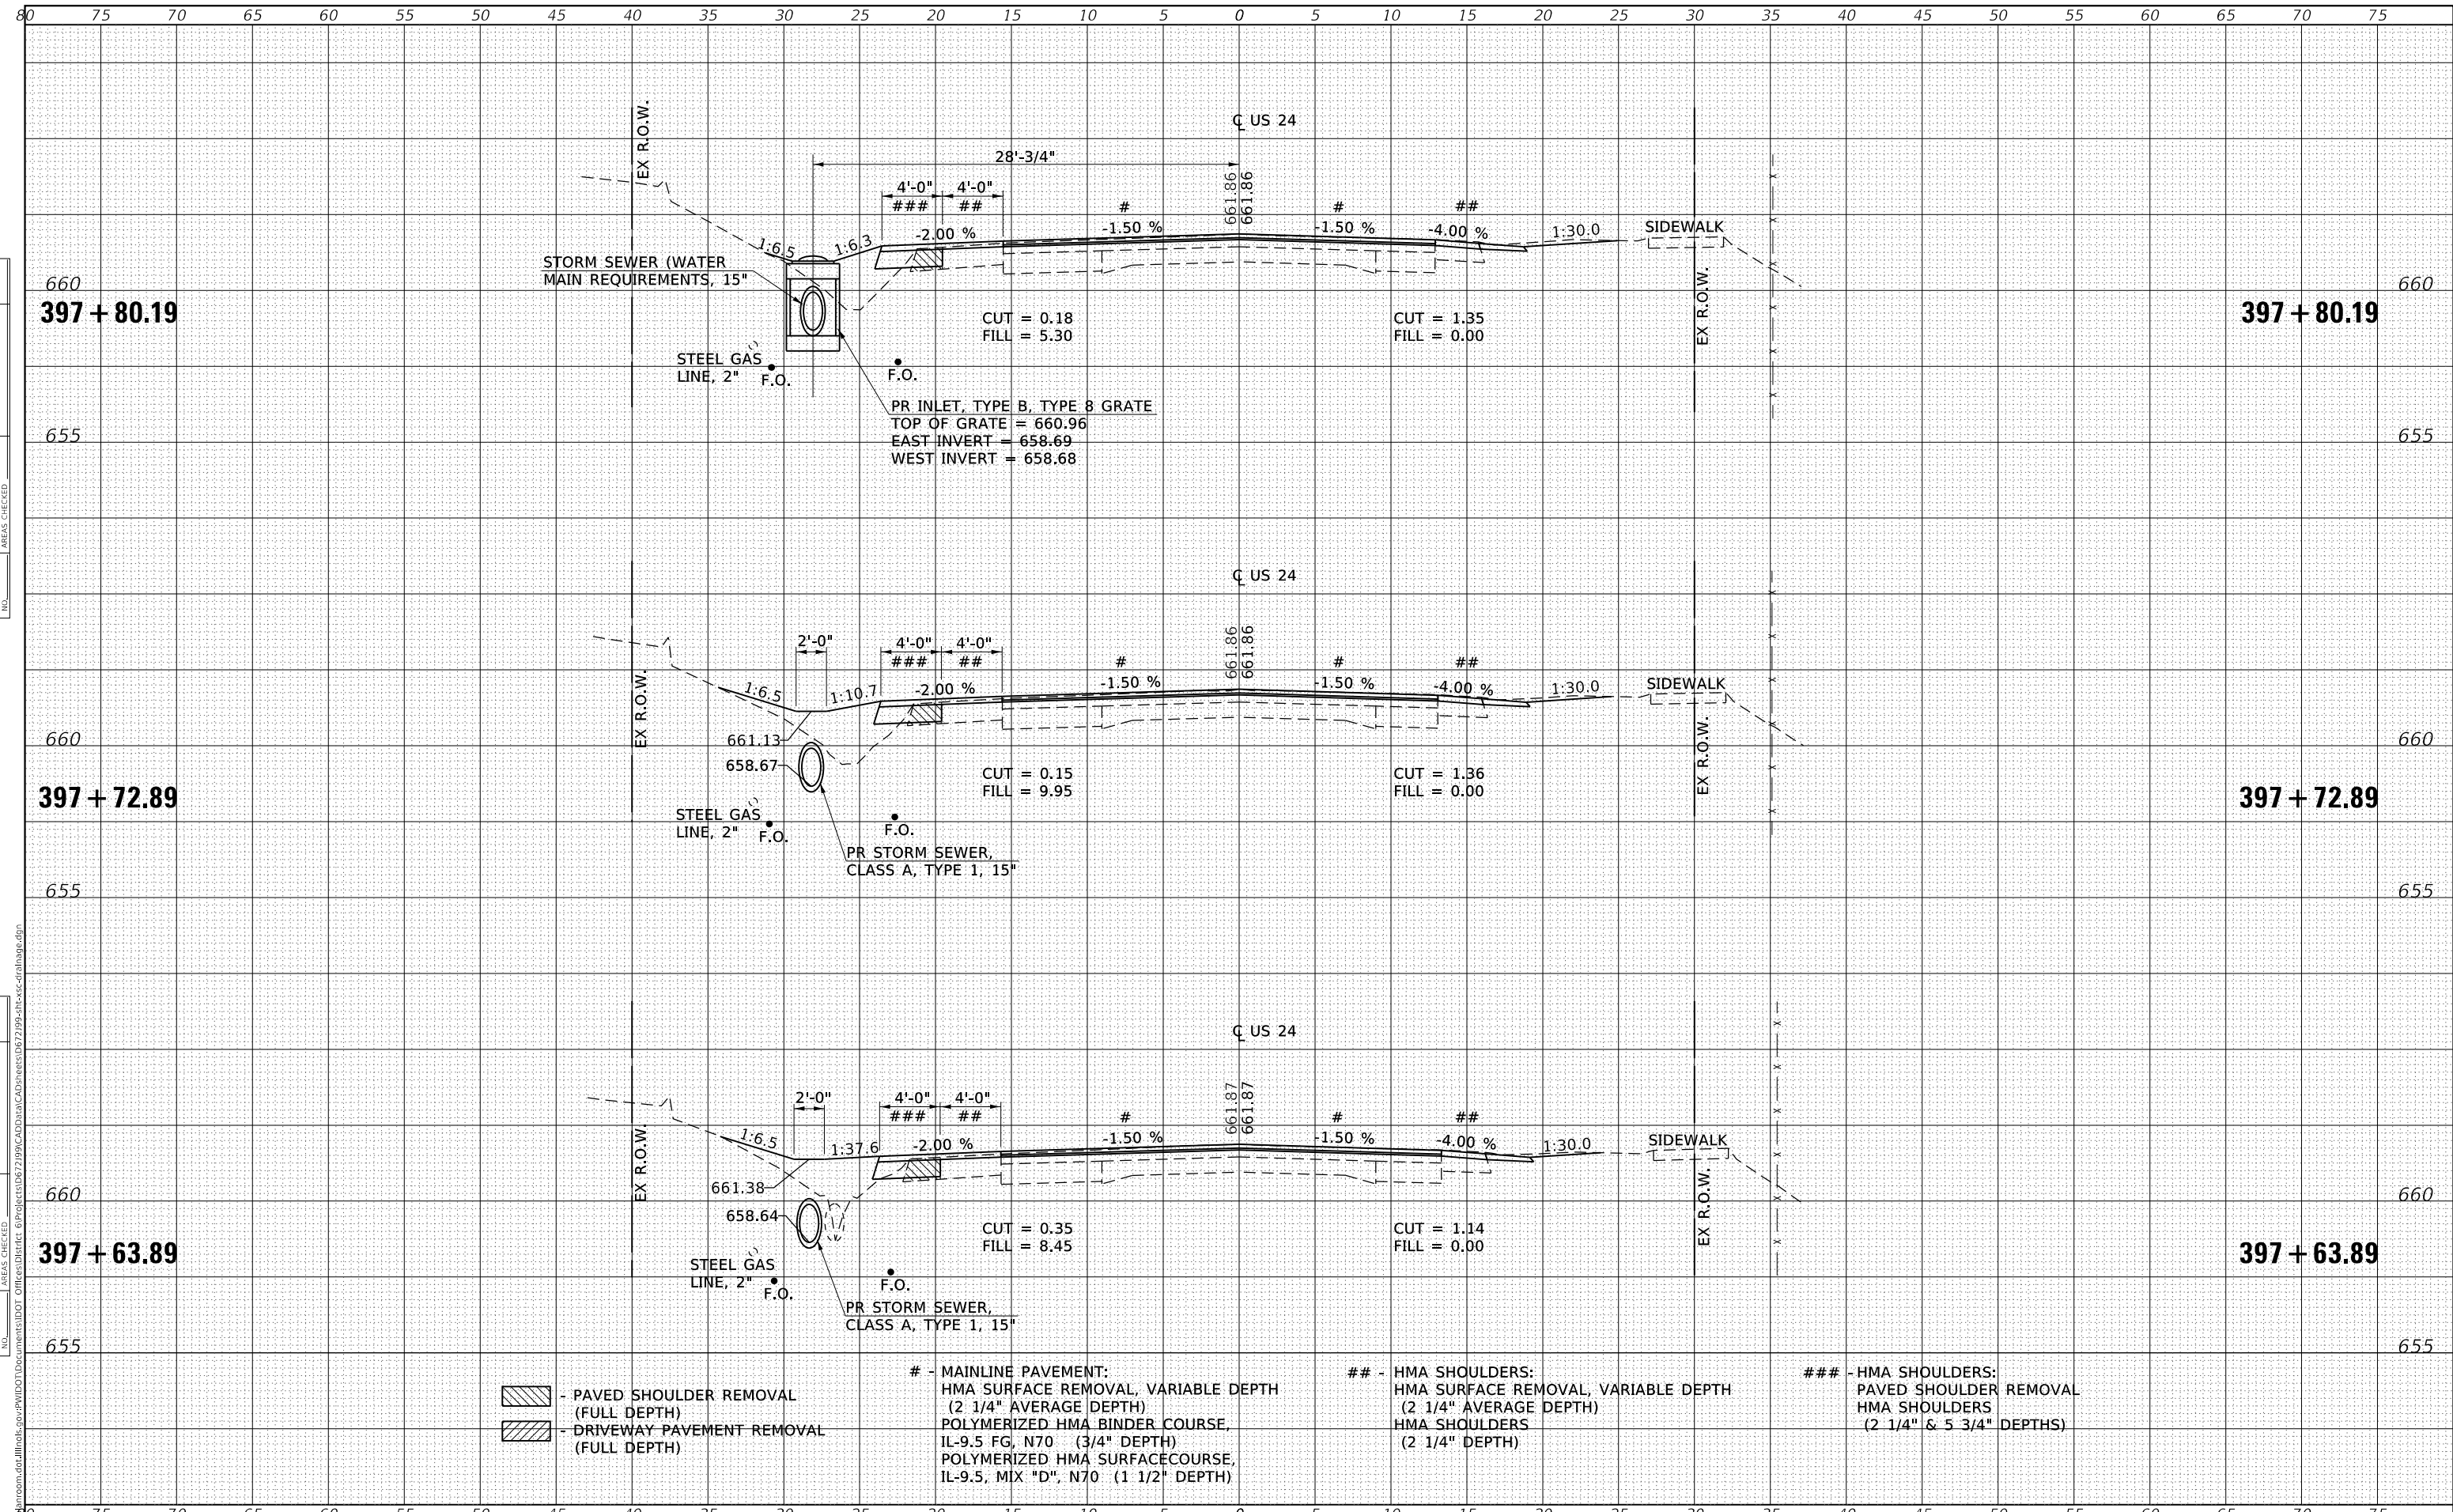 80 75 70 65 60 55 50 45 40 35 30 25 20 15 10 5 0 5 10 15 20 25 30 35 40 45 50 55 60 65 70 75
EX R.O.W.
℄ US 24
28'-3/4"
4'-0" 4'-0"
### ##
661.86
661.86
# # ##
1:6.5 1:6.3 -2.00 % -1.50 % -1.50 % -4.00 % 1:30.0 SIDEWALK
STORM SEWER (WATER
MAIN REQUIREMENTS, 15"
660 660
397+80.19 397+80.19
EX R.O.W.
CUT = 0.18 CUT = 1.35
FILL = 5.30 FILL = 0.00
STEEL GAS
LINE, 2" F.O. F.O.
PR INLET, TYPE B, TYPE 8 GRATE
TOP OF GRATE = 660.96
EAST INVERT = 658.69
WEST INVERT = 658.68
655 655
AREAS CHECKED
NO.
℄ US 24
2'-0" 4'-0" 4'-0"
### ##
661.86
661.86
# # ##
EX R.O.W.
1:6.5 1:10.7 -2.00 % -1.50 % -1.50 % -4.00 % 1:30.0 SIDEWALK
661.13
660 660
658.67
EX R.O.W.
CUT = 0.15 CUT = 1.36
FILL = 9.95 FILL = 0.00
397+72.89 397+72.89
STEEL GAS
LINE, 2" F.O. F.O.
PR STORM SEWER,
CLASS A, TYPE 1, 15"
655 655
℄ US 24
2'-0" 4'-0" 4'-0"
### ##
661.87
661.87
# # ##
EX R.O.W.
1:6.5 1:37.6 -2.00 % -1.50 % -1.50 % -4.00 % 1:30.0 SIDEWALK
661.38
660 660
658.64
EX R.O.W.
CUT = 0.35 CUT = 1.14
FILL = 8.45 FILL = 0.00
397+63.89 397+63.89
STEEL GAS
LINE, 2" F.O. F.O.
PR STORM SEWER,
CLASS A, TYPE 1, 15"
655 655
AREAS CHECKED
NO.
- PAVED SHOULDER REMOVAL
(FULL DEPTH)
- DRIVEWAY PAVEMENT REMOVAL
(FULL DEPTH)
# - MAINLINE PAVEMENT:
HMA SURFACE REMOVAL, VARIABLE DEPTH
(2 1/4" AVERAGE DEPTH)
POLYMERIZED HMA BINDER COURSE,
IL-9.5 FG, N70 (3/4" DEPTH)
POLYMERIZED HMA SURFACECOURSE,
IL-9.5, MIX "D", N70 (1 1/2" DEPTH)
## - HMA SHOULDERS:
HMA SURFACE REMOVAL, VARIABLE DEPTH
(2 1/4" AVERAGE DEPTH)
HMA SHOULDERS
(2 1/4" DEPTH)
### - HMA SHOULDERS:
PAVED SHOULDER REMOVAL
HMA SHOULDERS
(2 1/4" & 5 3/4" DEPTHS)